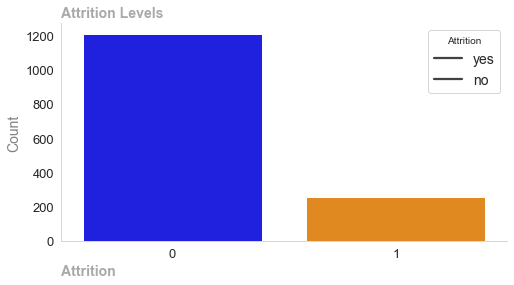 Attrition Levels
1200
1000
800
600
400
200
0
Count
Attrition
yes
no
0 1
Attrition